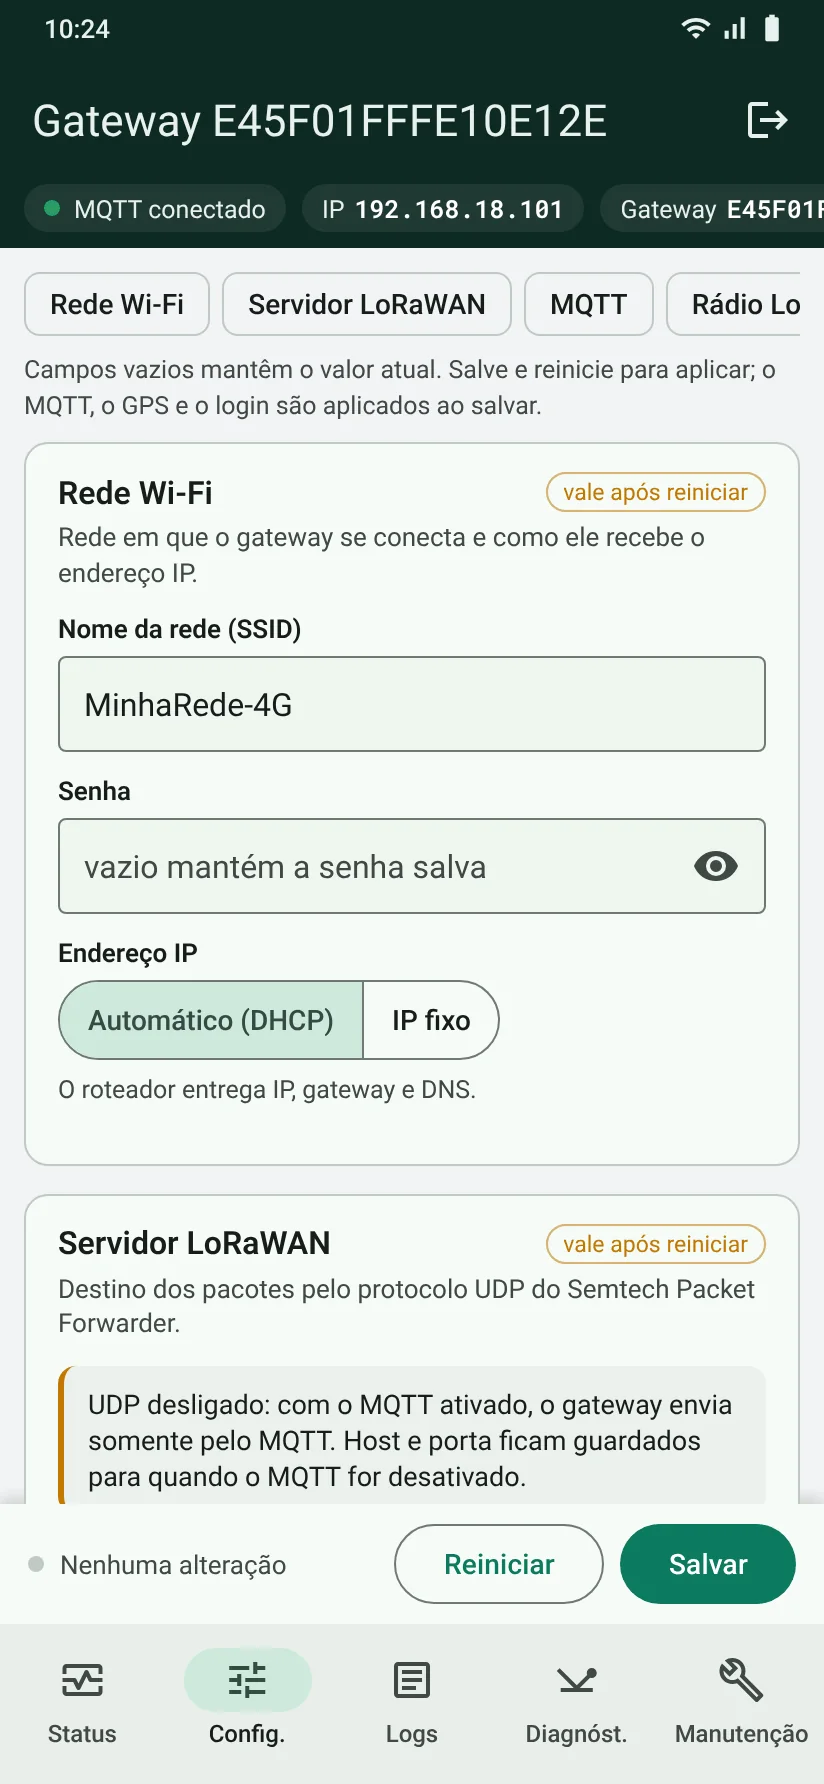 10:24
Gateway E45F01FFFE10E12E
MQTT conectado
IP 192.168.18.101
Gateway E45F01F
Rede Wi-Fi
Servidor LoRaWAN
MQTT
Rádio Lo
Campos vazios mantêm o valor atual. Salve e reinicie para aplicar; o
MQTT, o GPS e o login são aplicados ao salvar.
Rede Wi-Fi
vale após reiniciar
Rede em que o gateway se conecta e como ele recebe o
endereço IP.
Nome da rede (SSID)
MinhaRede-4G
Senha
vazio mantém a senha salva
Endereço IP
Automático (DHCP)
IP fixo
O roteador entrega IP, gateway e DNS.
Servidor LoRaWAN
vale após reiniciar
Destino dos pacotes pelo protocolo UDP do Semtech Packet
Forwarder.
UDP desligado: com o MQTT ativado, o gateway envia
somente pelo MQTT. Host e porta ficam guardados
para quando o MQTT for desativado.
Nenhuma alteração
Reiniciar
Salvar
Status
Config.
Logs
Diagnóst.
Manutenção